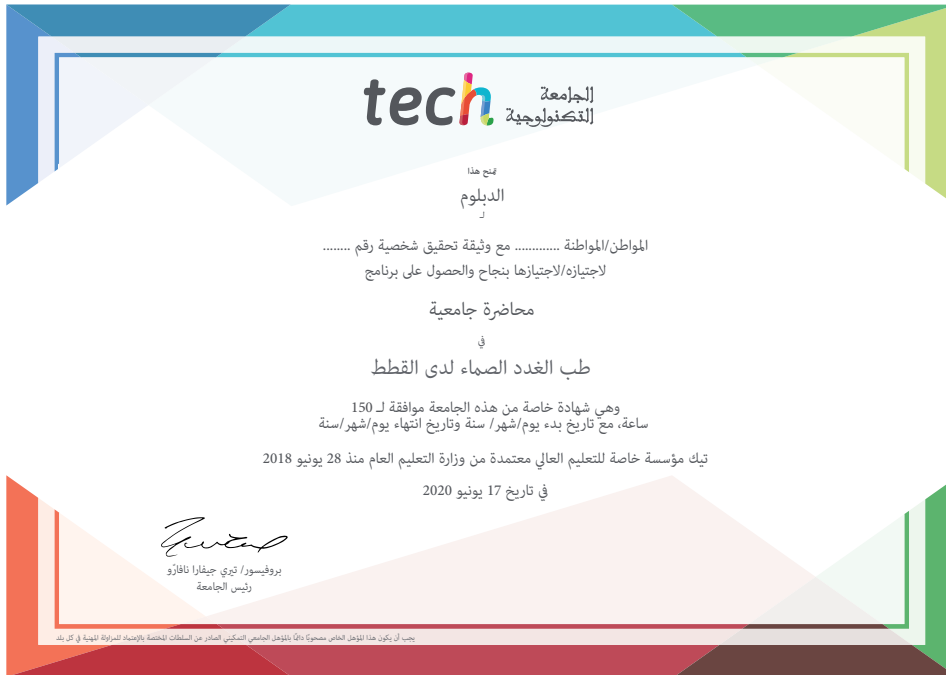 tech الجامعة
التكنولوجية
يمنح هذا
الدبلوم
لـ
المواطن/المواطنة ............ مع وثيقة تحقيق شخصية رقم ........
لاجتيازه/لاجتيازها بنجاح والحصول على برنامج
محاضرة جامعية
في
طب الغدد الصماء لدى القطط
وهي شهادة خاصة من هذه الجامعة موافقة لـ 150
ساعة، مع تاريخ بدء يوم/شهر/ سنة وتاريخ انتهاء يوم/شهر/سنة
تيك مؤسسة خاصة للتعليم العالي معتمدة من وزارة التعليم العام منذ 28 يونيو 2018
في تاريخ 17 يونيو 2020
بروفيسور/ تيري جيفارا نافارّو
رئيس الجامعة
يجب أن يكون هذا المؤهل الخاص مصحوبًا دائمًا بالمؤهل الجامعي التمكيني الصادر عن السلطات المختصة بالإعتماد للمزاولة المهنية في كل بلد